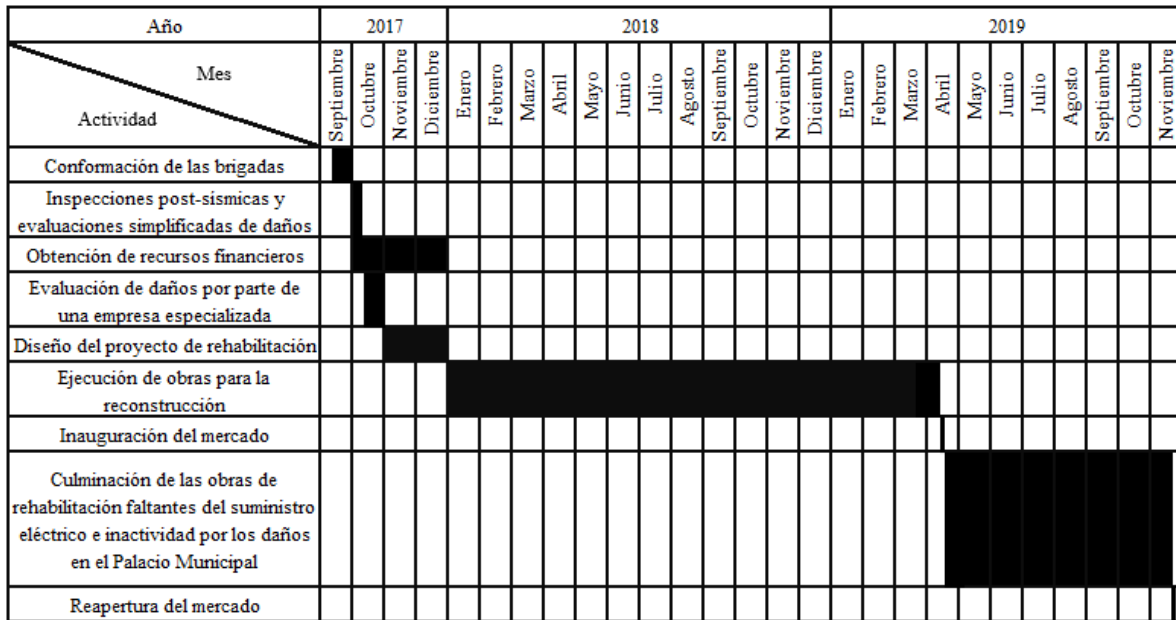 Año
2017
2018
2019
Mes
Actividad
Septiembre
Octubre
Noviembre
Diciembre
Enero
Febrero
Marzo
Abril
Mayo
Junio
Julio
Agosto
Septiembre
Octubre
Noviembre
Diciembre
Enero
Febrero
Marzo
Abril
Mayo
Junio
Julio
Agosto
Septiembre
Octubre
Noviembre
Conformación de las brigadas
Inspecciones post-sísmicas y
evaluaciones simplificadas de daños
Obtención de recursos financieros
Evaluación de daños por parte de
una empresa especializada
Diseño del proyecto de rehabilitación
Ejecución de obras para la
reconstrucción
Inauguración del mercado
Culminación de las obras de
rehabilitación faltantes del suministro
eléctrico e inactividad por los daños
en el Palacio Municipal
Reapertura del mercado